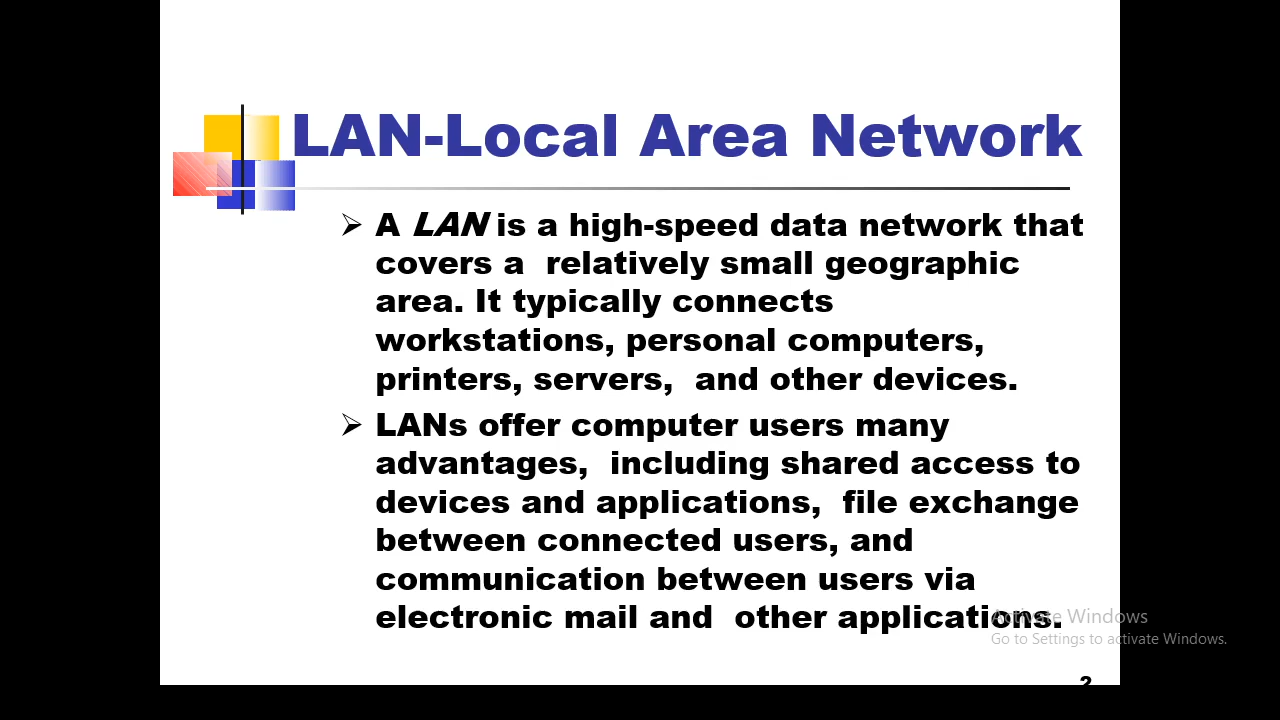 LAN-Local Area Network
➢ A LAN is a high-speed data network that
covers a  relatively small geographic
area. It typically connects
workstations, personal computers,
printers, servers,  and other devices.
➢ LANs offer computer users many
advantages,  including shared access to
devices and applications,  file exchange
between connected users, and
communication between users via
electronic mail and  other applications.
Activate Windows
Go to Settings to activate Windows.
2